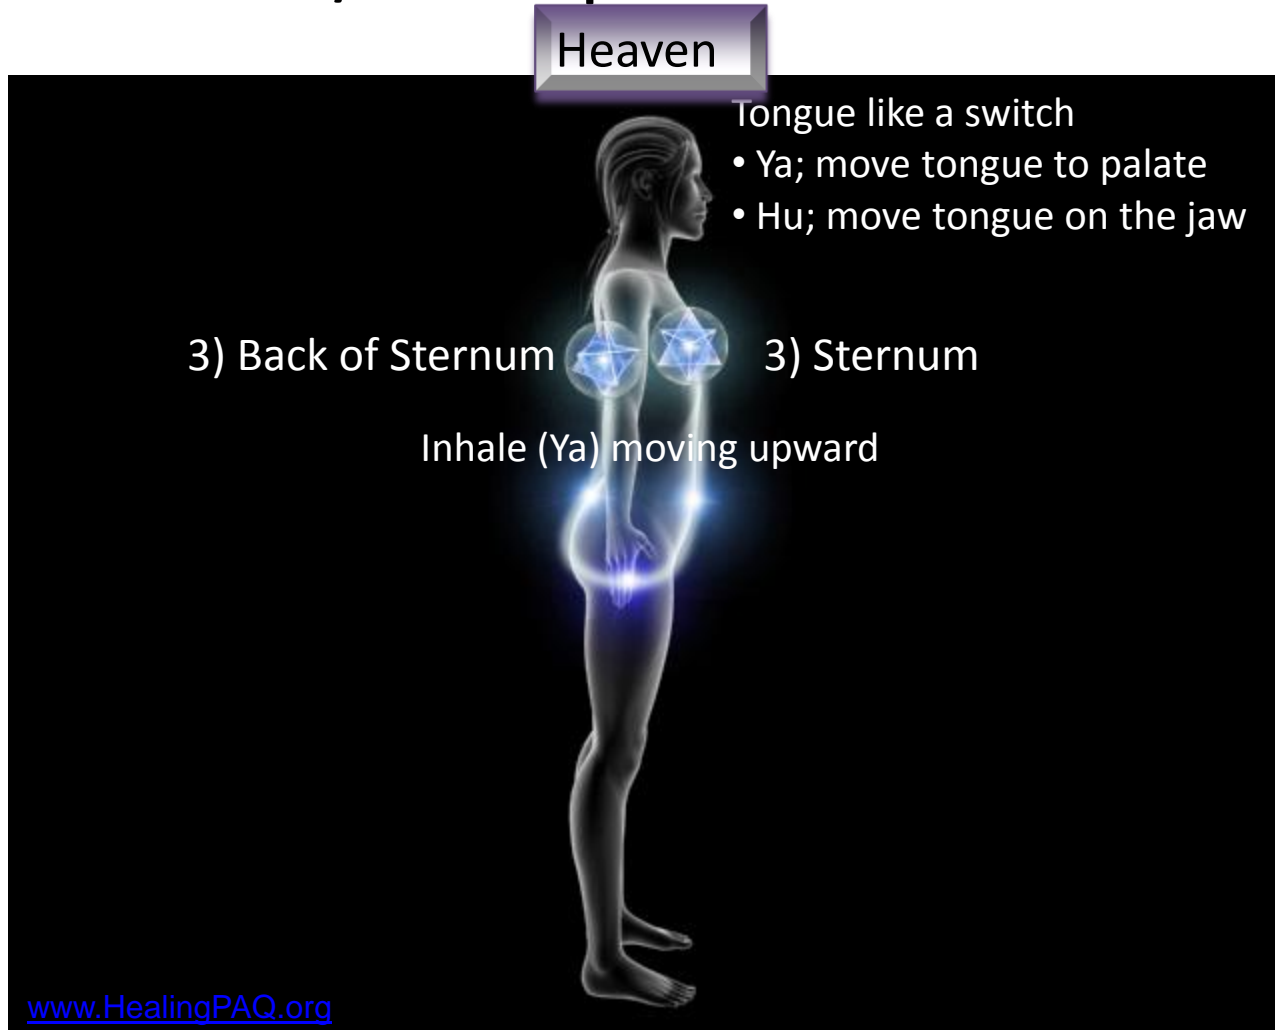 Heaven
Tongue like a switch
• Ya; move tongue to palate
• Hu; move tongue on the jaw
3) Back of Sternum
3) Sternum
Inhale (Ya) moving upward
www.HealingPAQ.org